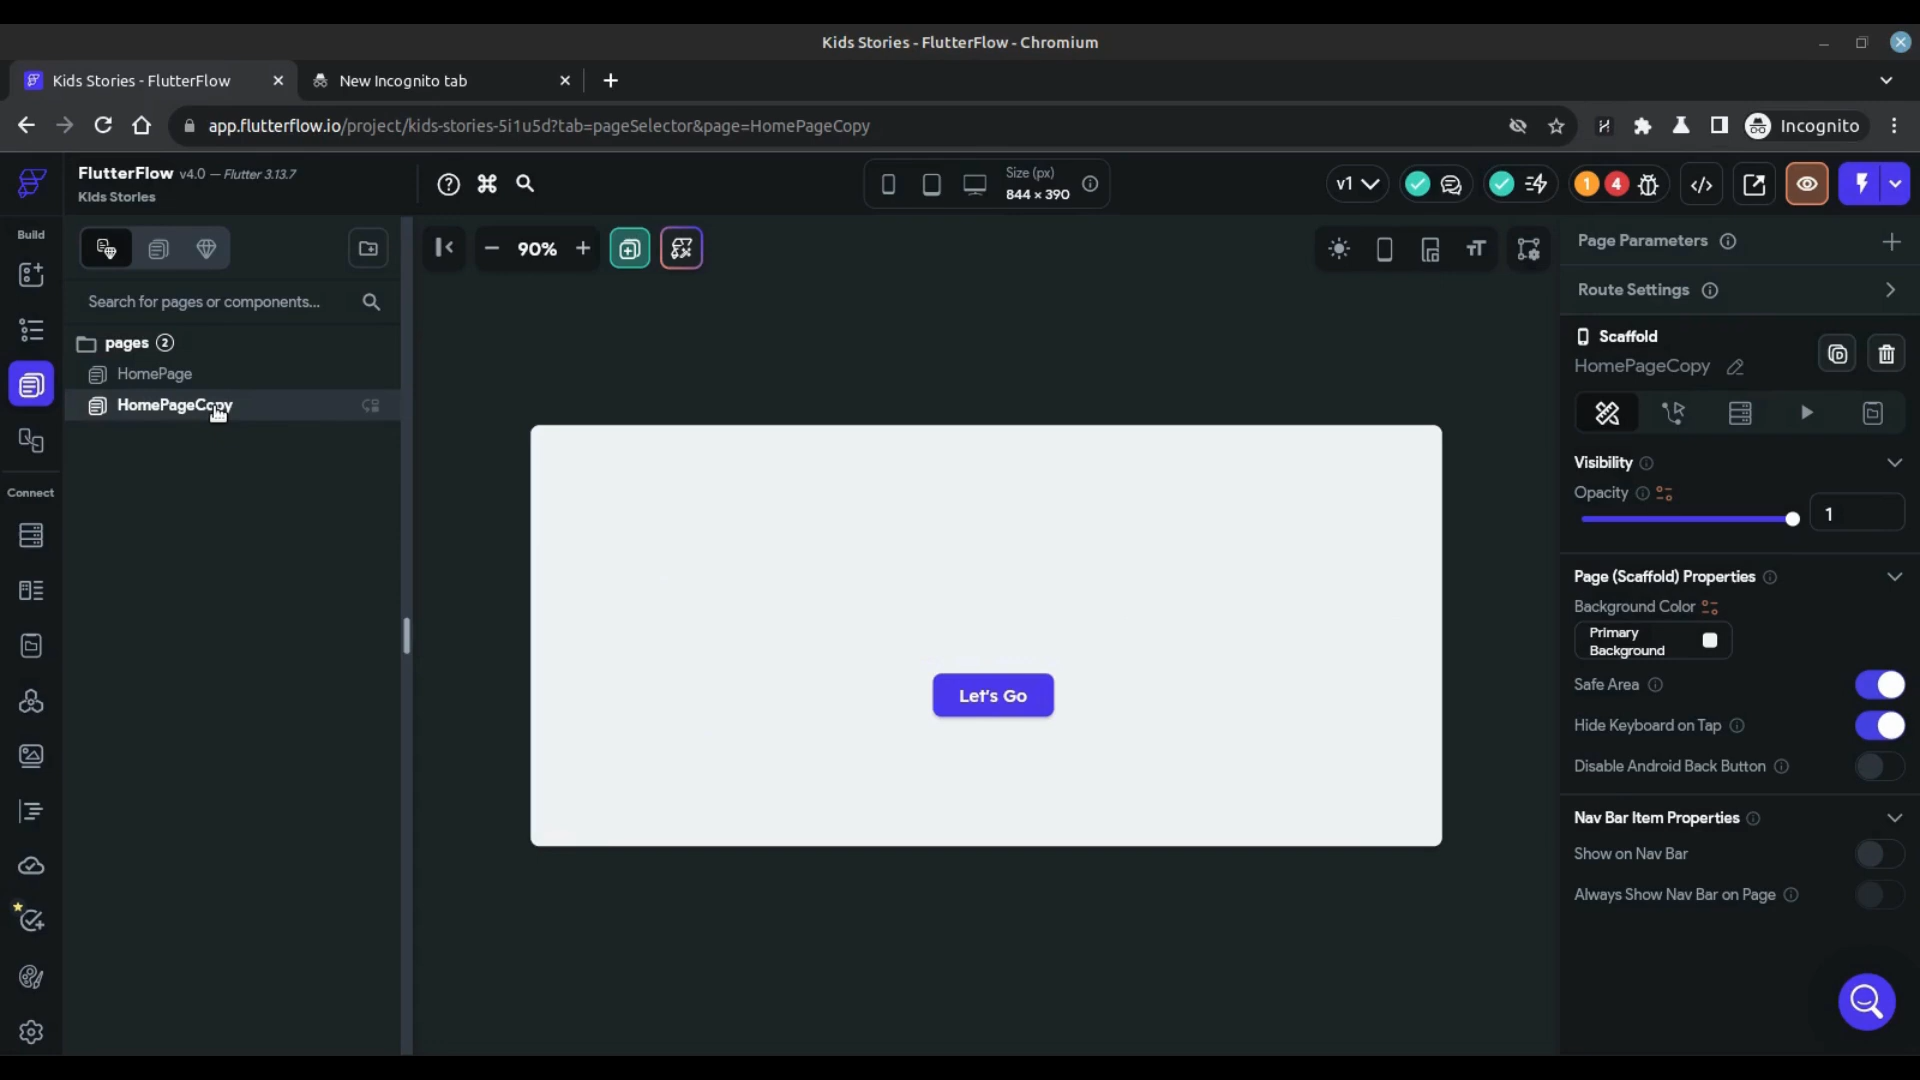 Kids Stories - FlutterFlow - Chromium
Kids Stories - FlutterFlow
New Incognito tab
app.flutterflow.io/project/kids-stories-5i1u5d?tab=pageSelector&page=HomePageCopy
Incognito
FlutterFlow v4.0 — Flutter 3.13.7
Kids Stories
Size (px)
844 × 390
v1
1
4
Build
90%
Page Parameters
Search for pages or components...
Route Settings
pages 2
HomePage
HomePageCopy
Scaffold
HomePageCopy
Visibility
Opacity
1
Connect
Page (Scaffold) Properties
Background Color
Primary
Background
Safe Area
Let's Go
Hide Keyboard on Tap
Disable Android Back Button
Nav Bar Item Properties
Show on Nav Bar
Always Show Nav Bar on Page